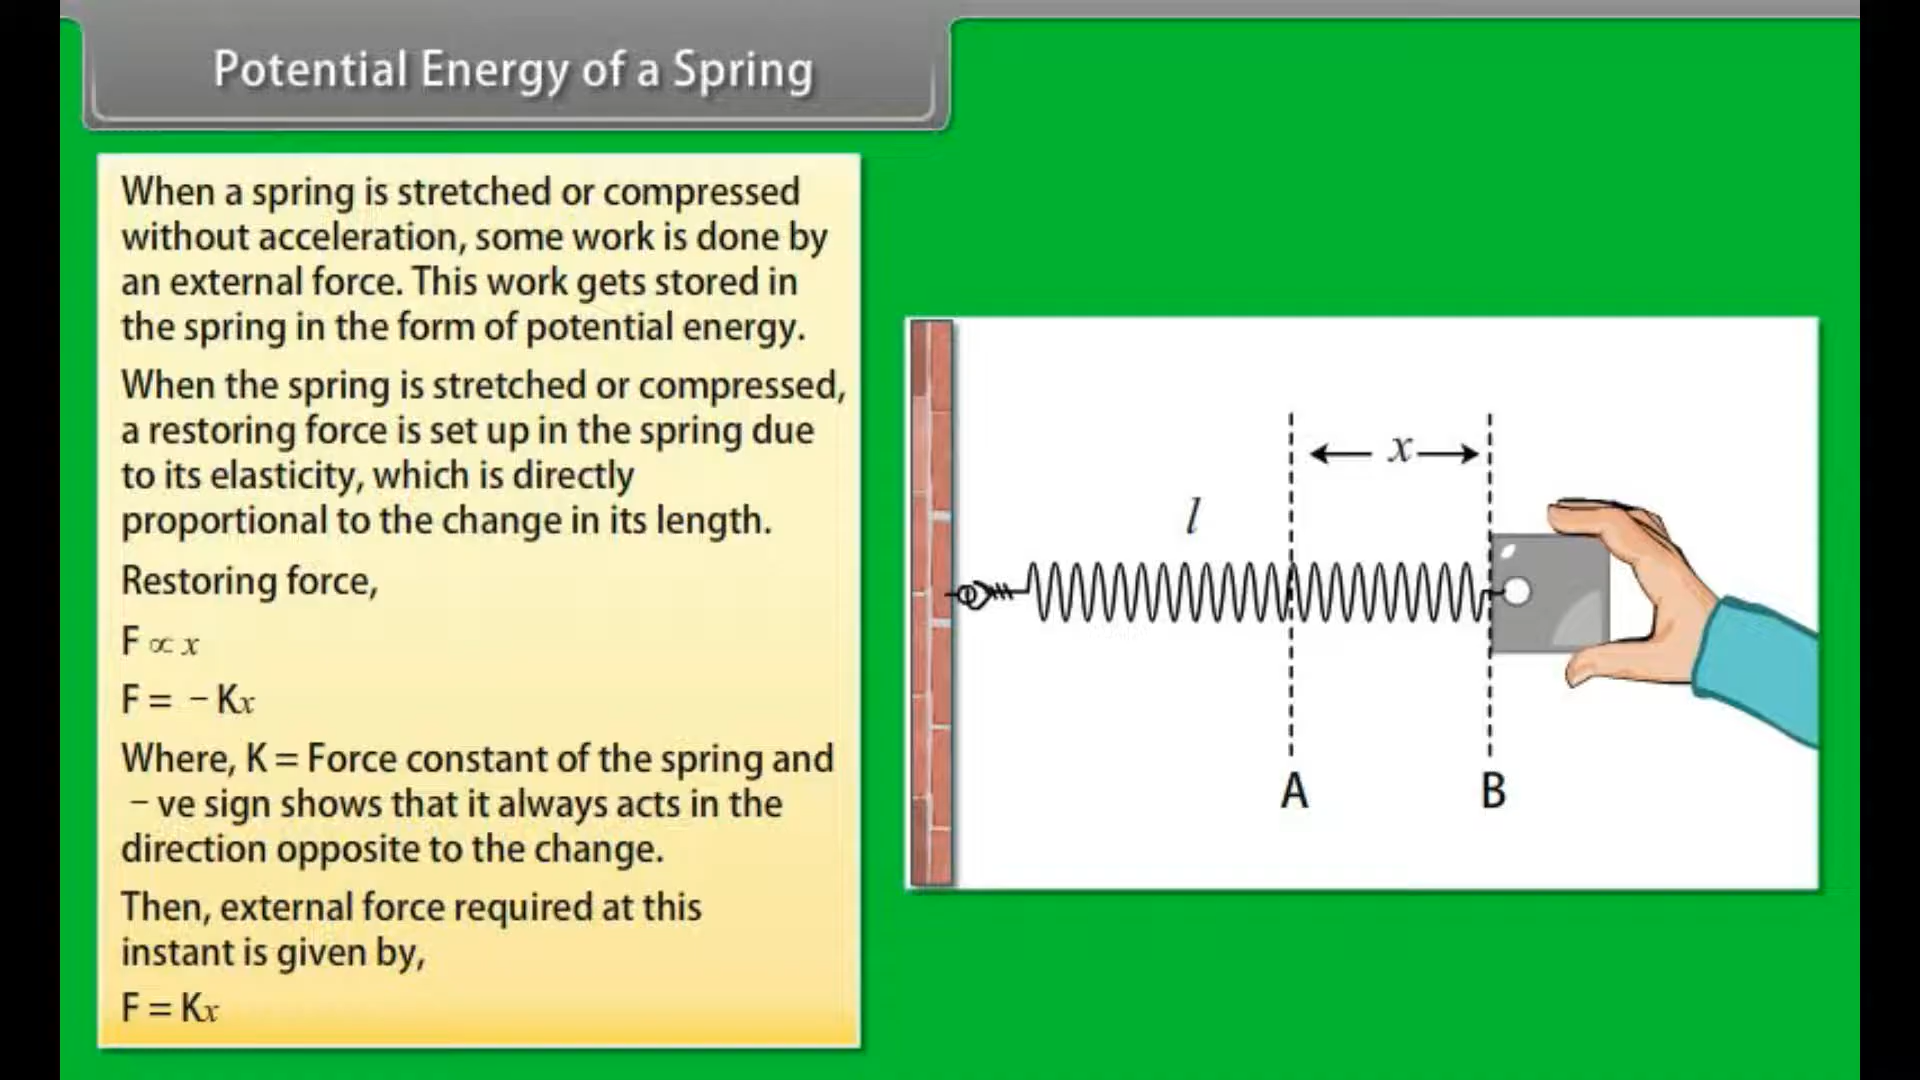 Potential Energy of a Spring
When a spring is stretched or compressed
without acceleration, some work is done by
an external force. This work gets stored in
the spring in the form of potential energy.
When the spring is stretched or compressed,
a restoring force is set up in the spring due
to its elasticity, which is directly
proportional to the change in its length.
Restoring force,
F ∝ x
F = − Kx
Where, K = Force constant of the spring and
− ve sign shows that it always acts in the
direction opposite to the change.
Then, external force required at this
instant is given by,
F = Kx
x
l
A B